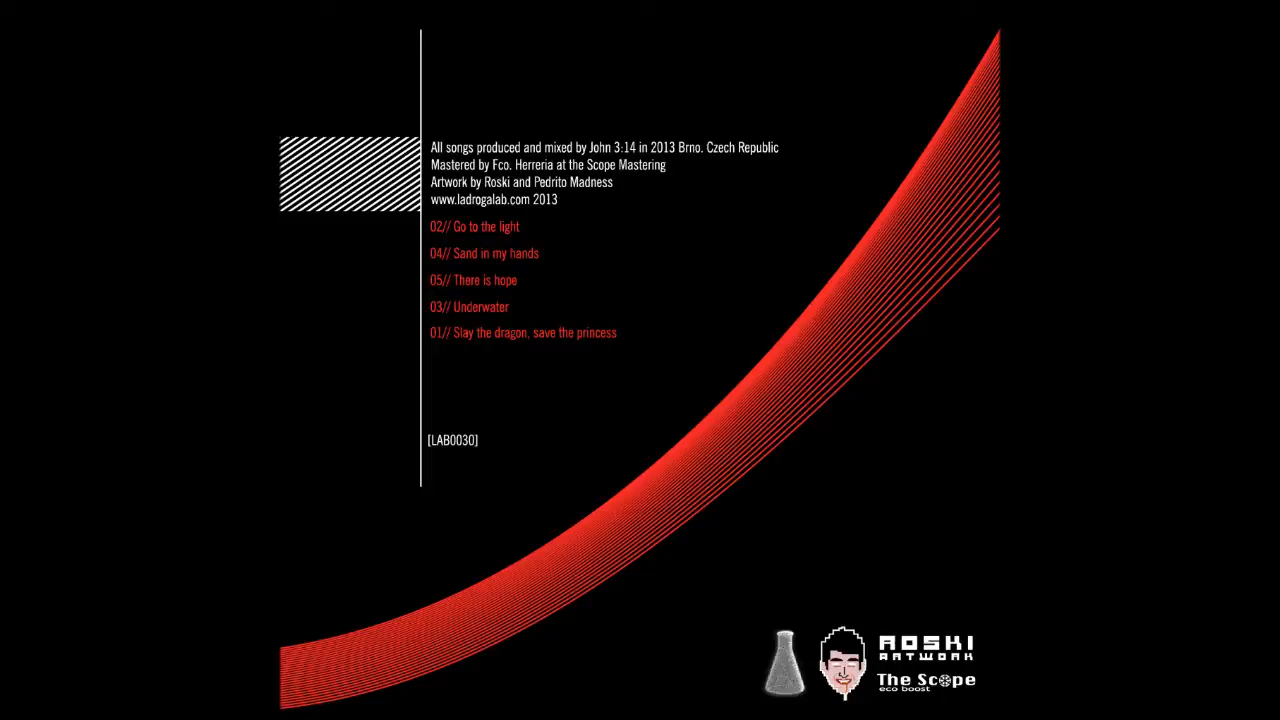 All songs produced and mixed by John 3:14 in 2013 Brno. Czech Republic
Mastered by Fco. Herreria at the Scope Mastering
Artwork by Roski and Pedrito Madness
www.ladrogalab.com 2013
02// Go to the light
04// Sand in my hands
05// There is hope
03// Underwater
01// Slay the dragon, save the princess
[LAB0030]
ROSKI
ARTWORK
The Scope
eco boost